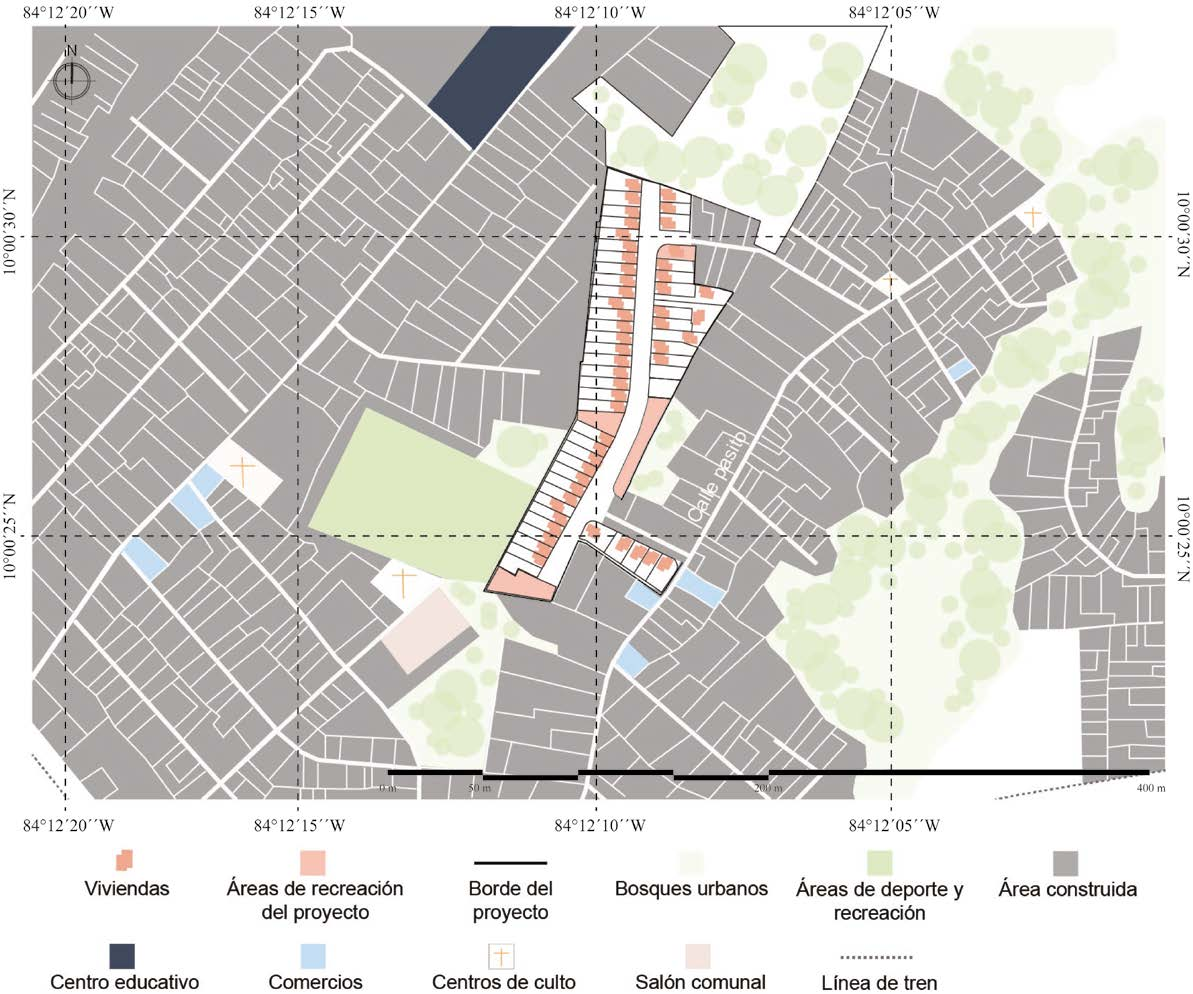 84°12´20´´W 84°12´15´´W 84°12´10´´W 84°12´05´´W
N
10°00´30´´N
10°00´30´´N
Calle pasito
10°00´25´´N
10°00´25´´N
0 m 50 m 200 m 400 m
84°12´20´´W 84°12´15´´W 84°12´10´´W 84°12´05´´W
Viviendas
Áreas de recreación
del proyecto
Borde del
proyecto
Bosques urbanos
Áreas de deporte y
recreación
Área construida
Centro educativo
Comercios
Centros de culto
Salón comunal
Línea de tren